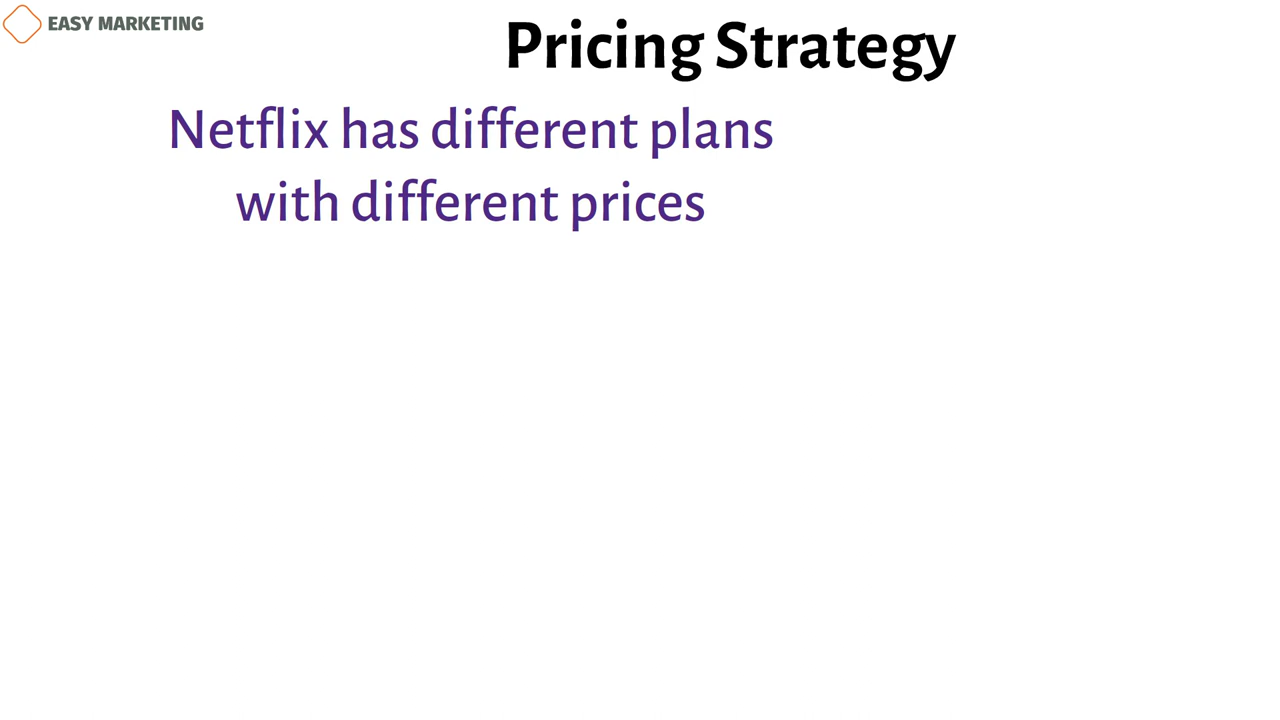 EASY MARKETING
Pricing Strategy
Netflix has different plans
with different prices